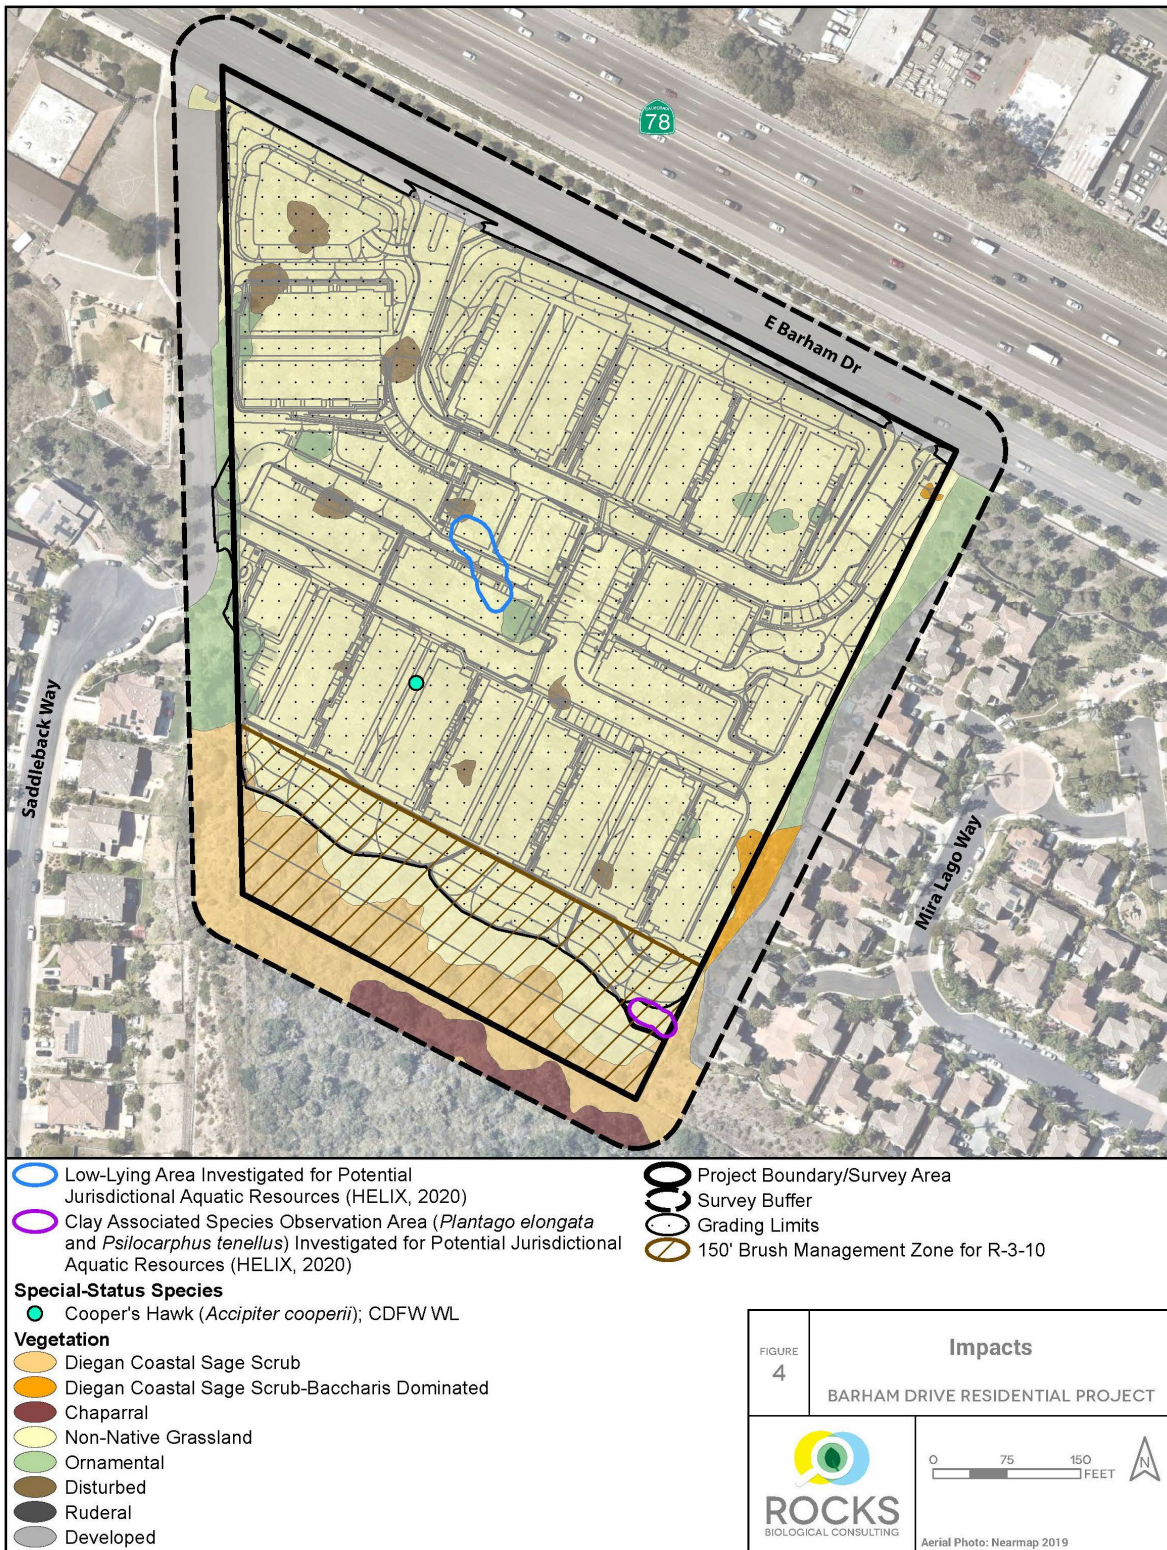 CALIFORNIA
78
E Barham Dr
Saddleback Way
Mira Lago Way
Low-Lying Area Investigated for Potential
Jurisdictional Aquatic Resources (HELIX, 2020)
Clay Associated Species Observation Area (Plantago elongata
and Psilocarphus tenellus) Investigated for Potential Jurisdictional
Aquatic Resources (HELIX, 2020)
Special-Status Species
Cooper's Hawk (Accipiter cooperii); CDFW WL
Vegetation
Diegan Coastal Sage Scrub
Diegan Coastal Sage Scrub-Baccharis Dominated
Chaparral
Non-Native Grassland
Ornamental
Disturbed
Ruderal
Developed
Project Boundary/Survey Area
Survey Buffer
Grading Limits
150' Brush Management Zone for R-3-10
FIGURE
4
Impacts
BARHAM DRIVE RESIDENTIAL PROJECT
ROCKS
BIOLOGICAL CONSULTING
0 75 150
FEET
N
Aerial Photo: Nearmap 2019